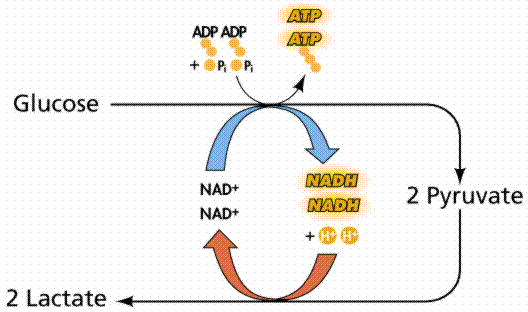 ADP ADP
+ Pi Pi
ATP
ATP
Glucose
NAD+
NAD+
NADH
NADH
+ H+ H+
2 Pyruvate
2 Lactate